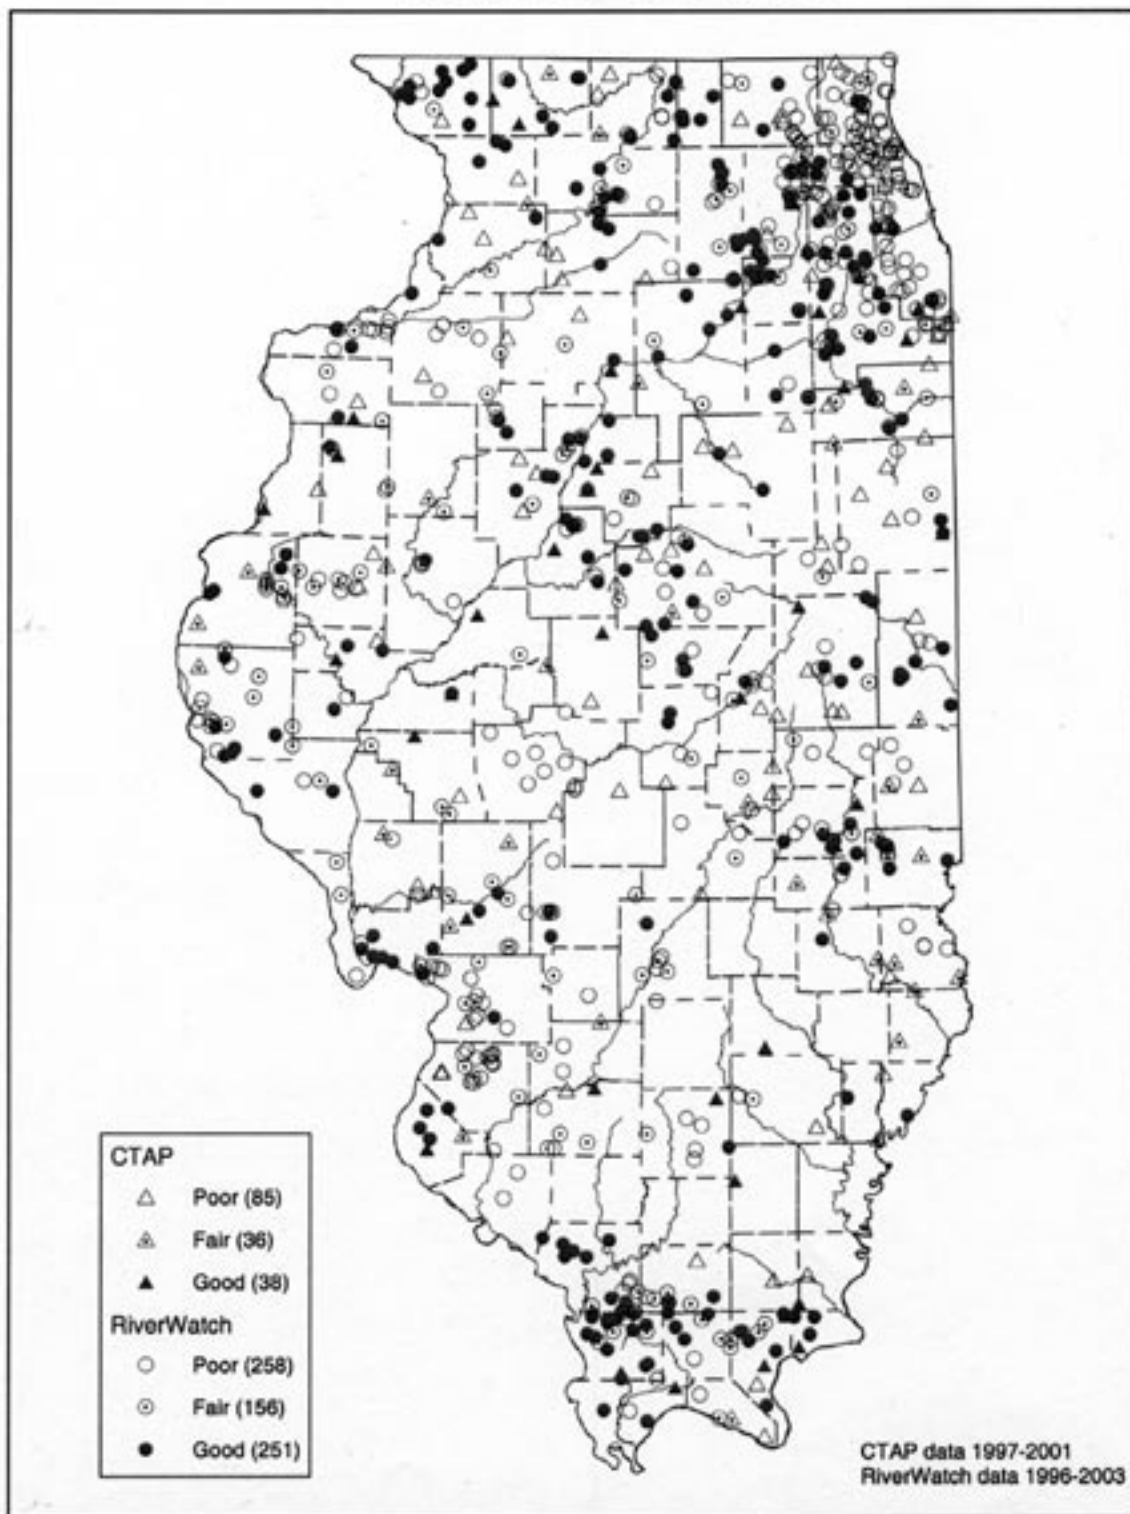 CTAP
Poor (85)
Fair (36)
Good (38)
RiverWatch
Poor (258)
Fair (156)
Good (251)
CTAP data 1997-2001
RiverWatch data 1996-2003